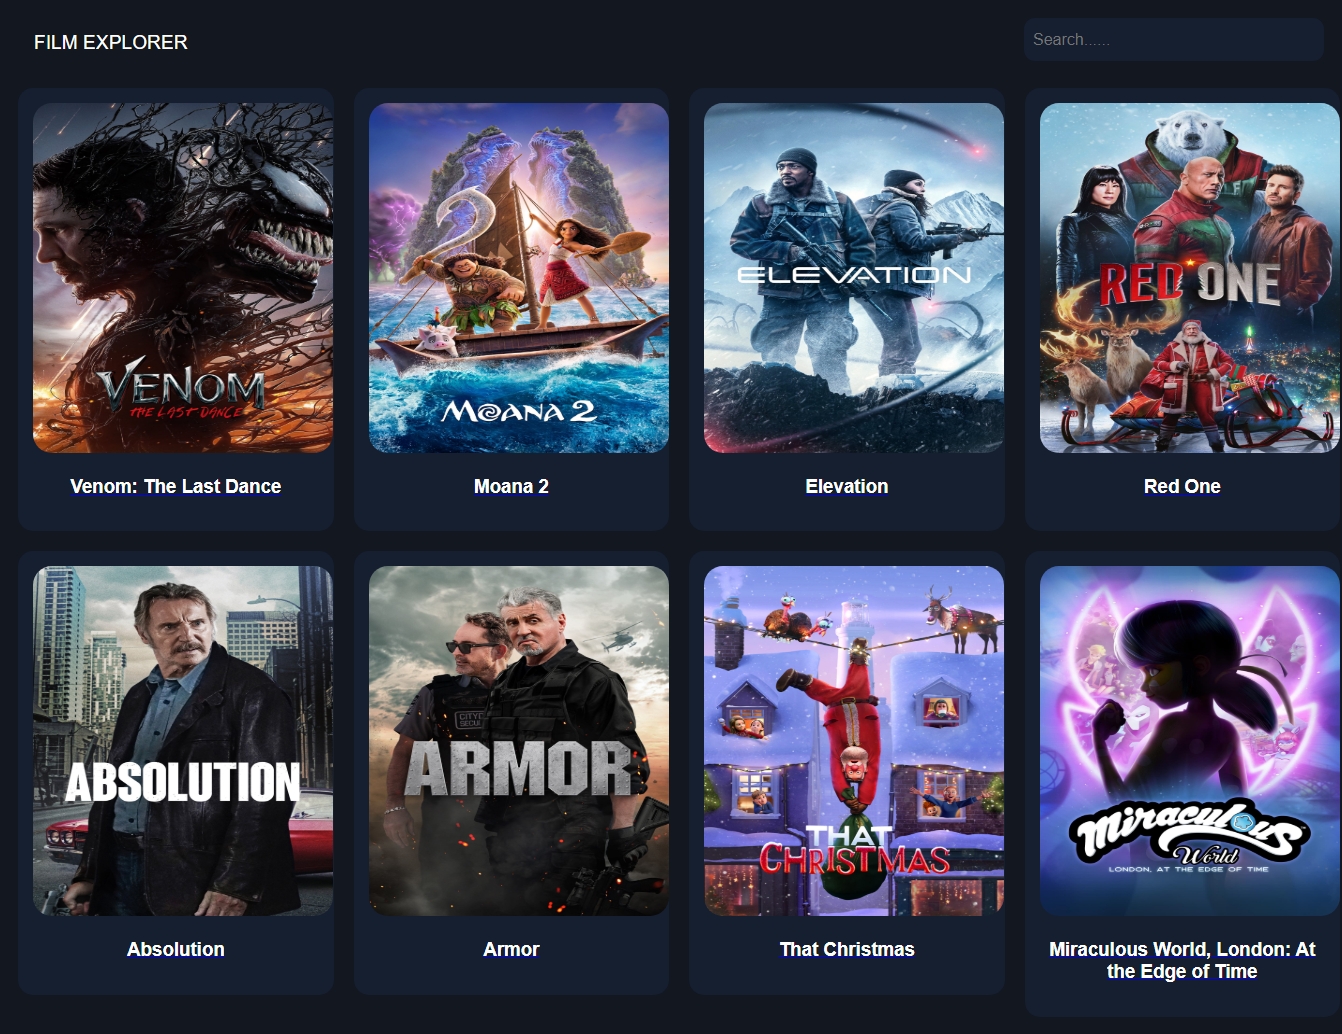 FILM EXPLORER
Search......
VENOM
THE LAST DANCE
MOANA 2
ELEVATION
RED ONE
Venom: The Last Dance
Moana 2
Elevation
Red One
ABSOLUTION
ARMOR
THAT
CHRISTMAS
Miraculous
World
LONDON, AT THE EDGE OF TIME
Absolution
Armor
That Christmas
Miraculous World, London: At
the Edge of Time